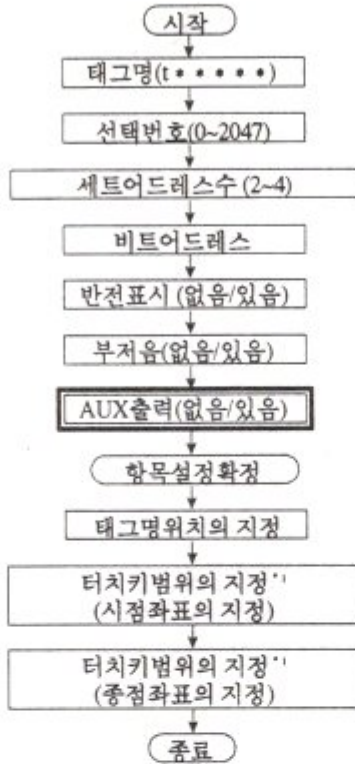 시작
태그명(t * * * * *)
선택번호(0~2047)
세트어드레스수 (2~4)
비트어드레스
반전표시 (없음/있음)
부저음(없음/있음)
AUX출력(없음/있음)
항목설정확정
태그명위치의 지정
터치키범위의 지정*1
(시점좌표의 지정)
터치키범위의 지정*1
(종점좌표의 지정)
종료